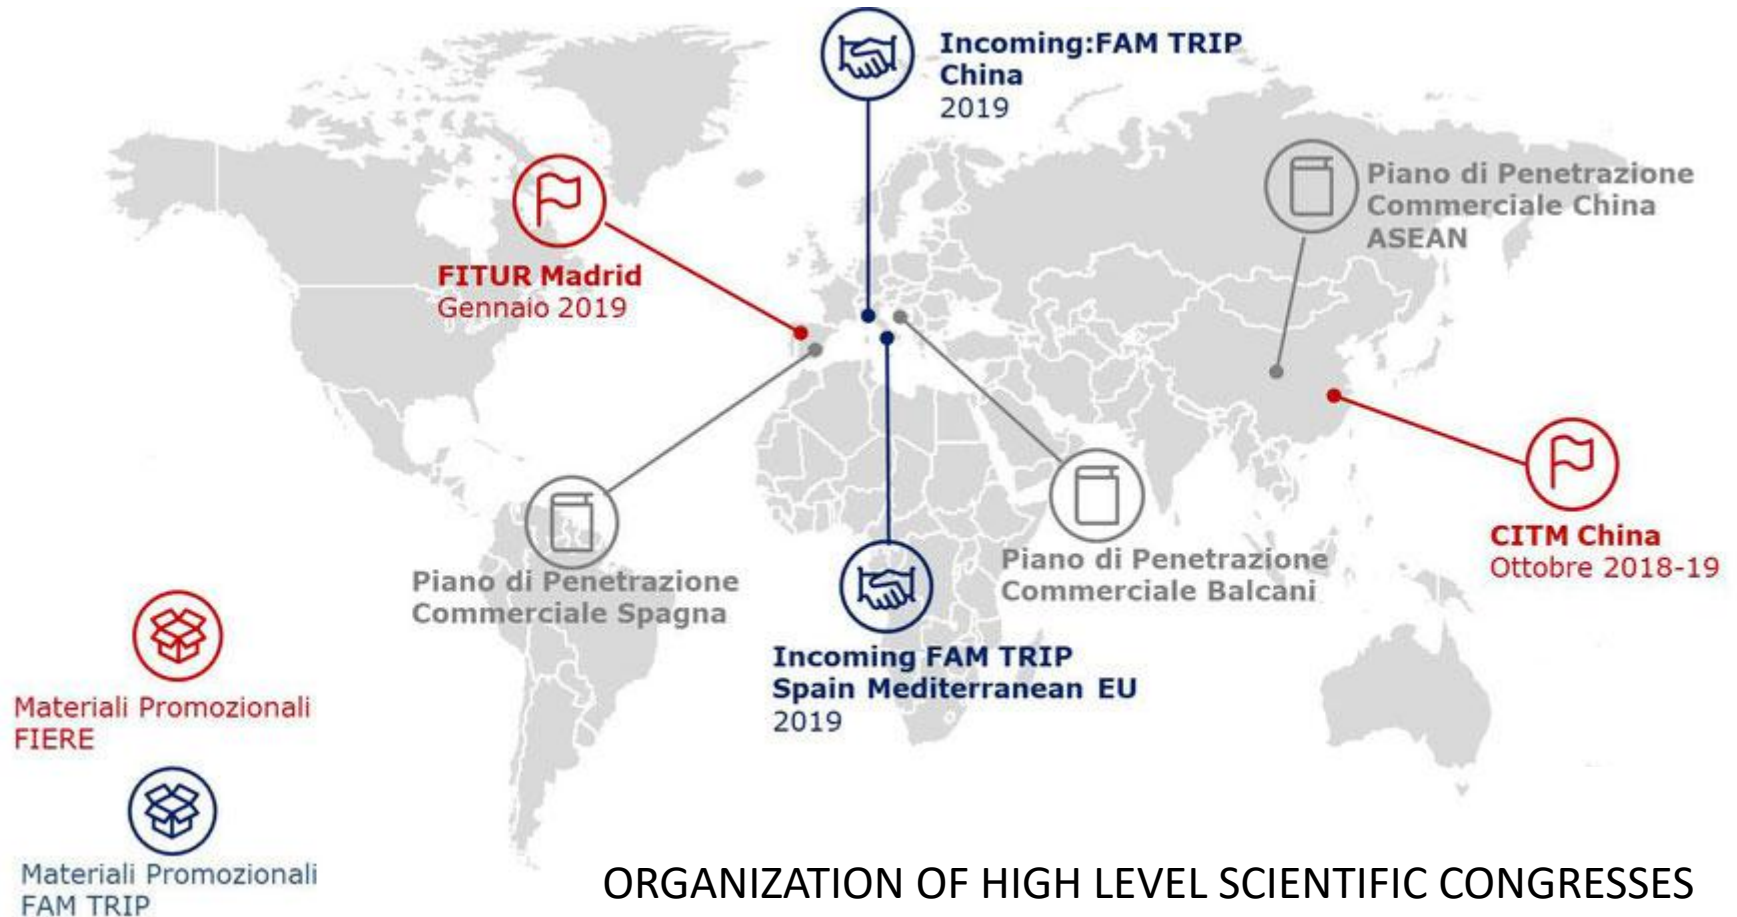 Incoming:FAM TRIP
China
2019
Piano di Penetrazione
Commerciale China
ASEAN
FITUR Madrid
Gennaio 2019
CITM China
Ottobre 2018-19
Piano di Penetrazione
Commerciale Balcani
Piano di Penetrazione
Commerciale Spagna
Incoming FAM TRIP
Spain Mediterranean EU
2019
Materiali Promozionali
FIERE
Materiali Promozionali
FAM TRIP
ORGANIZATION OF HIGH LEVEL SCIENTIFIC CONGRESSES